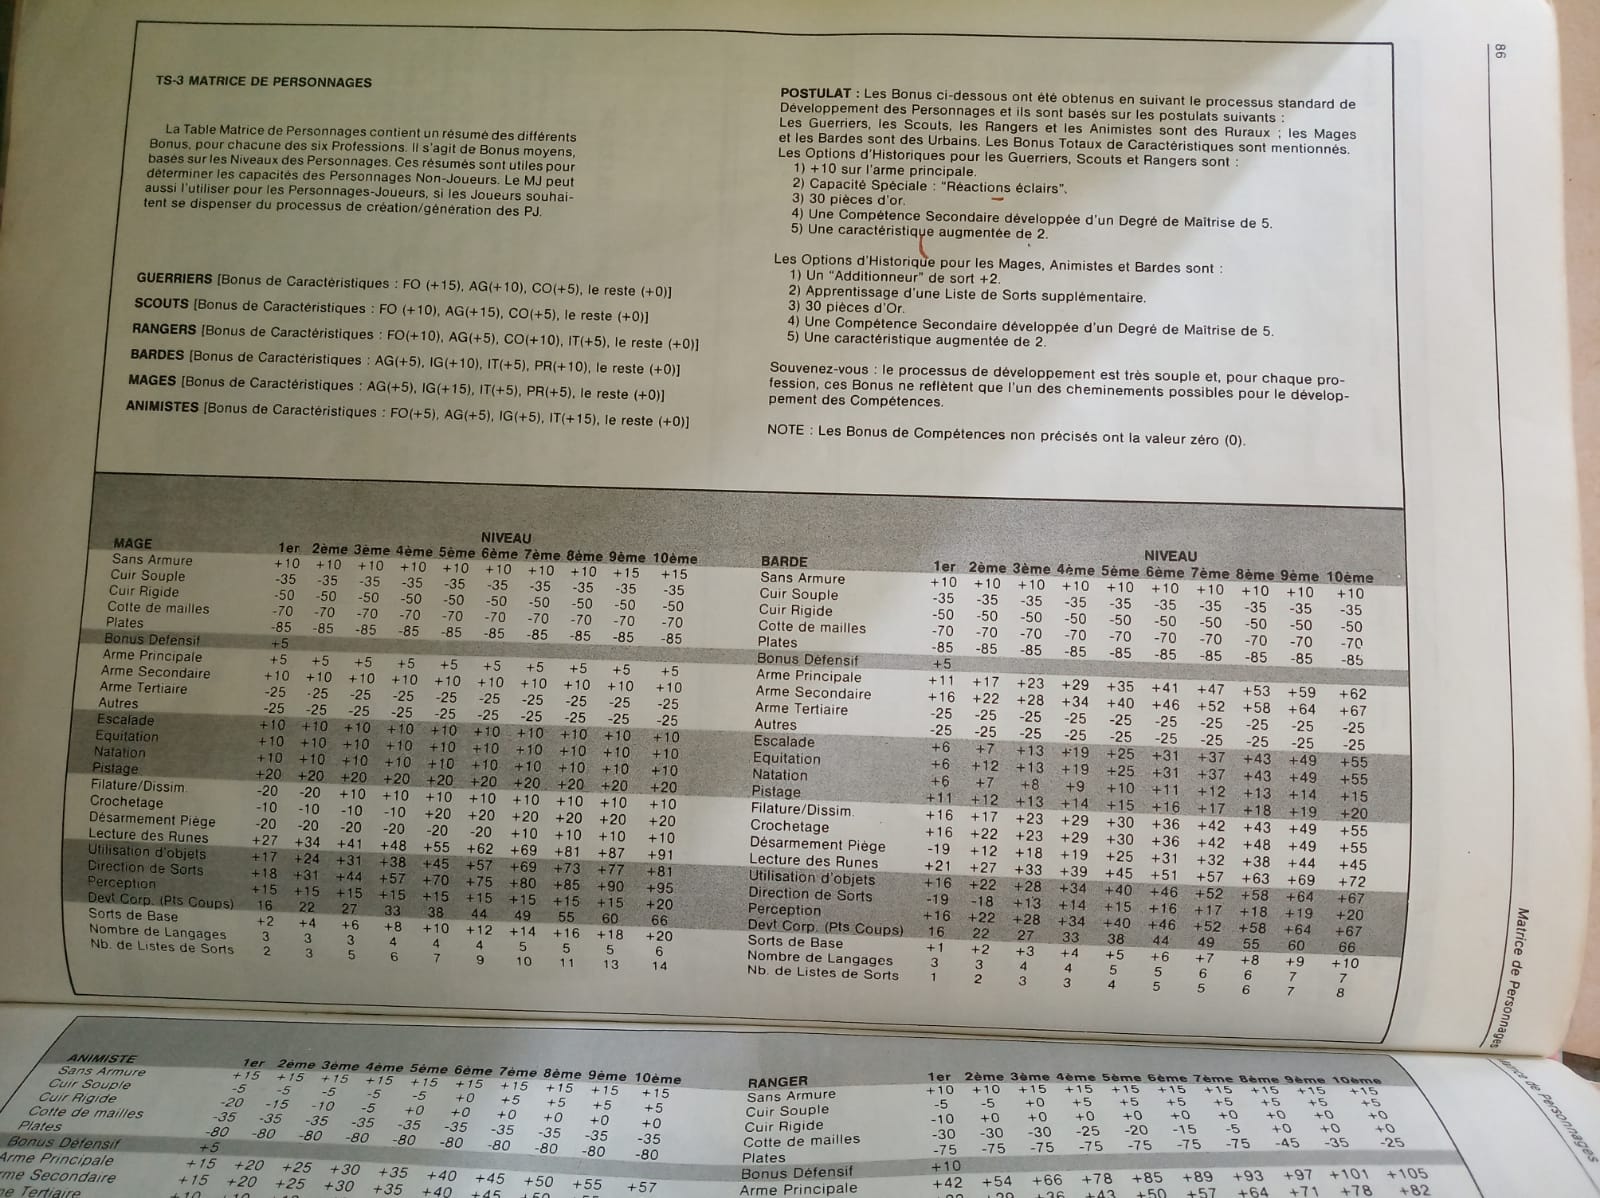 86
TS-3 MATRICE DE PERSONNAGES
La Table Matrice de Personnages contient un résumé des différents
Bonus, pour chacune des six Professions. Il s'agit de Bonus moyens,
basés sur les Niveaux des Personnages. Ces résumés sont utiles pour
déterminer les capacités des Personnages Non-Joueurs. Le MJ peut
aussi l'utiliser pour les Personnages-Joueurs, si les Joueurs souhai-
tent se dispenser du processus de création/génération des PJ.
GUERRIERS [Bonus de Caractéristiques : FO (+15), AG(+10), CO(+5), le reste (+0)]
SCOUTS [Bonus de Caractéristiques : FO (+10), AG(+15), CO(+5), le reste (+0)]
RANGERS [Bonus de Caractéristiques : FO(+10), AG(+5), CO(+10), IT(+5), le reste (+0)]
BARDES [Bonus de Caractéristiques : AG(+5), IG(+10), IT(+5), PR(+10), le reste (+0)]
MAGES [Bonus de Caractéristiques : AG(+5), IG(+15), IT(+5), PR(+5), le reste (+0)]
ANIMISTES [Bonus de Caractéristiques : FO(+5), AG(+5), IG(+5), IT(+15), le reste (+0)]
POSTULAT : Les Bonus ci-dessous ont été obtenus en suivant le processus standard de
Développement des Personnages et ils sont basés sur les postulats suivants :
Les Guerriers, les Scouts, les Rangers et les Animistes sont des Ruraux ; les Mages
et les Bardes sont des Urbains. Les Bonus Totaux de Caractéristiques sont mentionnés.
Les Options d'Historiques pour les Guerriers, Scouts et Rangers sont :
1) +10 sur l'arme principale.
2) Capacité Spéciale : "Réactions éclairs".
3) 30 pièces d'or.
4) Une Compétence Secondaire développée d'un Degré de Maîtrise de 5.
5) Une caractéristique augmentée de 2.
Les Options d'Historique pour les Mages, Animistes et Bardes sont :
1) Un "Additionneur" de sort +2.
2) Apprentissage d'une Liste de Sorts supplémentaire.
3) 30 pièces d'Or.
4) Une Compétence Secondaire développée d'un Degré de Maîtrise de 5.
5) Une caractéristique augmentée de 2.
Souvenez-vous : le processus de développement est très souple et, pour chaque pro-
fession, ces Bonus ne reflètent que l'un des cheminements possibles pour le dévelop-
pement des Compétences.
NOTE : Les Bonus de Compétences non précisés ont la valeur zéro (0).
NIVEAU
MAGE 1er 2ème 3ème 4ème 5ème 6ème 7ème 8ème 9ème 10ème
Sans Armure +10 +10 +10 +10 +10 +10 +10 +10 +15 +15
Cuir Souple -35 -35 -35 -35 -35 -35 -35 -35 -35 -35
Cuir Rigide -50 -50 -50 -50 -50 -50 -50 -50 -50 -50
Cotte de mailles -70 -70 -70 -70 -70 -70 -70 -70 -70 -70
Plates -85 -85 -85 -85 -85 -85 -85 -85 -85 -85
Bonus Défensif +5
Arme Principale +5 +5 +5 +5 +5 +5 +5 +5 +5 +5
Arme Secondaire +10 +10 +10 +10 +10 +10 +10 +10 +10 +10
Arme Tertiaire -25 -25 -25 -25 -25 -25 -25 -25 -25 -25
Autres -25 -25 -25 -25 -25 -25 -25 -25 -25 -25
Escalade +10 +10 +10 +10 +10 +10 +10 +10 +10 +10
Equitation +10 +10 +10 +10 +10 +10 +10 +10 +10 +10
Natation +10 +10 +10 +10 +10 +10 +10 +10 +10 +10
Pistage +20 +20 +20 +20 +20 +20 +20 +20 +20 +20
Filature/Dissim. -20 -20 +10 +10 +10 +10 +10 +10 +10 +10
Crochetage -10 -10 -10 -10 +20 +20 +20 +20 +20 +20
Désarmement Piège -20 -20 -20 -20 -20 -20 +10 +10 +10 +10
Lecture des Runes +27 +34 +41 +48 +55 +62 +69 +81 +87 +91
Utilisation d'objets +17 +24 +31 +38 +45 +57 +69 +73 +77 +81
Direction de Sorts +18 +31 +44 +57 +70 +75 +80 +85 +90 +95
Perception +15 +15 +15 +15 +15 +15 +15 +15 +15 +20
Devt Corp. (Pts Coups) 16 22 27 33 38 44 49 55 60 66
Sorts de Base +2 +4 +6 +8 +10 +12 +14 +16 +18 +20
Nombre de Langages 3 3 3 4 4 4 5 5 5 6
Nb. de Listes de Sorts 2 3 5 6 7 9 10 11 13 14
NIVEAU
BARDE 1er 2ème 3ème 4ème 5ème 6ème 7ème 8ème 9ème 10ème
Sans Armure +10 +10 +10 +10 +10 +10 +10 +10 +10 +10
Cuir Souple -35 -35 -35 -35 -35 -35 -35 -35 -35 -35
Cuir Rigide -50 -50 -50 -50 -50 -50 -50 -50 -50 -50
Cotte de mailles -70 -70 -70 -70 -70 -70 -70 -70 -70 -70
Plates -85 -85 -85 -85 -85 -85 -85 -85 -85 -85
Bonus Défensif +5
Arme Principale +11 +17 +23 +29 +35 +41 +47 +53 +59 +62
Arme Secondaire +16 +22 +28 +34 +40 +46 +52 +58 +64 +67
Arme Tertiaire -25 -25 -25 -25 -25 -25 -25 -25 -25 -25
Autres -25 -25 -25 -25 -25 -25 -25 -25 -25 -25
Escalade +6 +7 +13 +19 +25 +31 +37 +43 +49 +55
Equitation +6 +12 +13 +19 +25 +31 +37 +43 +49 +55
Natation +6 +7 +8 +9 +10 +11 +12 +13 +14 +15
Pistage +11 +12 +13 +14 +15 +16 +17 +18 +19 +20
Filature/Dissim. +16 +17 +23 +29 +30 +36 +42 +43 +49 +55
Crochetage +16 +22 +23 +29 +30 +36 +42 +48 +49 +55
Désarmement Piège -19 +12 +18 +19 +25 +31 +32 +38 +44 +45
Lecture des Runes +21 +27 +33 +39 +45 +51 +57 +63 +69 +72
Utilisation d'objets +16 +22 +28 +34 +40 +46 +52 +58 +64 +67
Direction de Sorts -19 -18 +13 +14 +15 +16 +17 +18 +19 +20
Perception +16 +22 +28 +34 +40 +46 +52 +58 +64 +67
Devt Corp. (Pts Coups) 16 22 27 33 38 44 49 55 60 66
Sorts de Base +1 +2 +3 +4 +5 +6 +7 +8 +9 +10
Nombre de Langages 3 3 4 4 5 5 6 6 7 7
Nb. de Listes de Sorts 1 2 3 3 4 5 5 6 7 8
Matrice de Personnages
ANIMISTE 1er 2ème 3ème 4ème 5ème 6ème 7ème 8ème 9ème 10ème
Sans Armure +15 +15 +15 +15 +15 +15 +15 +15 +15 +15
Cuir Souple -5 -5 -5 -5 -5 +0 +5 +5 +5 +5
Cuir Rigide -20 -15 -10 -5 +0 +0 +0 +0 +0 +0
Cotte de mailles -35 -35 -35 -35 -35 -35 -35 -35 -35 -35
Plates -80 -80 -80 -80 -80 -80 -80 -80 -80 -80
Bonus Défensif +5
Arme Principale +15 +20 +25 +30 +35 +40 +45 +50 +55 +57
Arme Secondaire +15 +20 +25 +30 +35 +40 +45
Tertiaire
RANGER 1er 2ème 3ème 4ème 5ème 6ème 7ème 8ème 9ème 10ème
Sans Armure +10 +10 +15 +15 +15 +15 +15 +15 +15 +15
Cuir Souple -5 -5 +0 +5 +5 +5 +5 +5 +5 +5
Cuir Rigide -10 +0 +0 +0 +0 +0 +0 +0 +0 +0
Cotte de mailles -30 -30 -30 -25 -20 -15 -5 +0 +0 +0
Plates -75 -75 -75 -75 -75 -75 -75 -45 -35 -25
Bonus Défensif +10
Arme Principale +42 +54 +66 +78 +85 +89 +93 +97 +101 +105
+36 +43 +50 +57 +64 +71 +78 +82
de Personnages